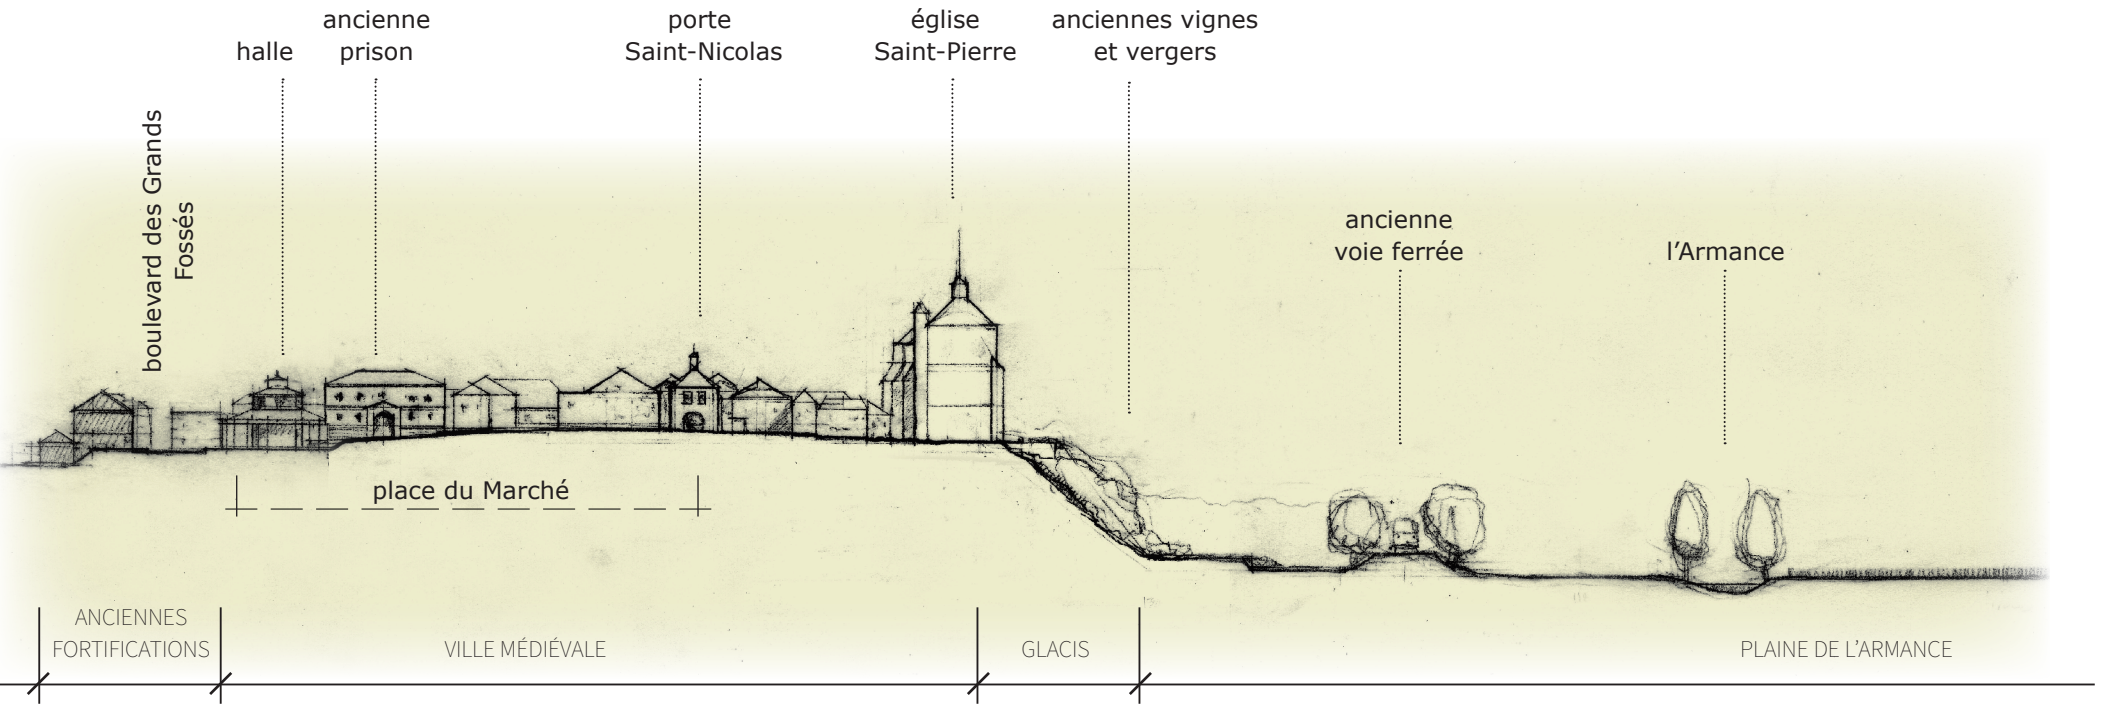 halle
ancienne
prison
porte
Saint-Nicolas
église
Saint-Pierre
anciennes vignes
et vergers
boulevard des Grands
Fossés
ancienne
voie ferrée
l’Armance
place du Marché
ANCIENNES
FORTIFICATIONS
VILLE MÉDIÉVALE
GLACIS
PLAINE DE L’ARMANCE